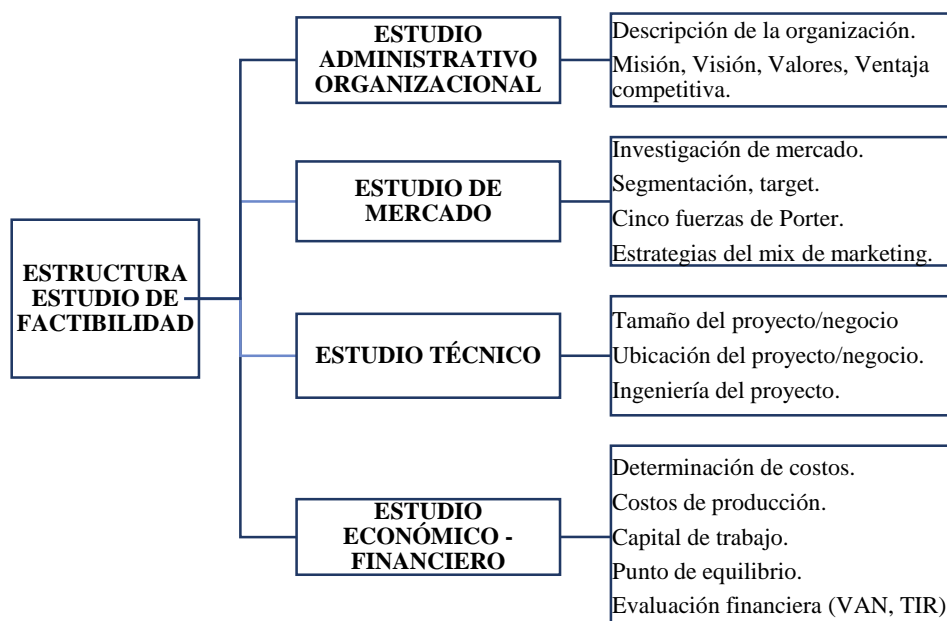 ESTRUCTURA
ESTUDIO DE
FACTIBILIDAD
ESTUDIO
ADMINISTRATIVO
ORGANIZACIONAL
Descripción de la organización.
Misión, Visión, Valores, Ventaja
competitiva.
ESTUDIO DE
MERCADO
Investigación de mercado.
Segmentación, target.
Cinco fuerzas de Porter.
Estrategias del mix de marketing.
ESTUDIO TÉCNICO
Tamaño del proyecto/negocio
Ubicación del proyecto/negocio.
Ingeniería del proyecto.
ESTUDIO
ECONÓMICO -
FINANCIERO
Determinación de costos.
Costos de producción.
Capital de trabajo.
Punto de equilibrio.
Evaluación financiera (VAN, TIR)